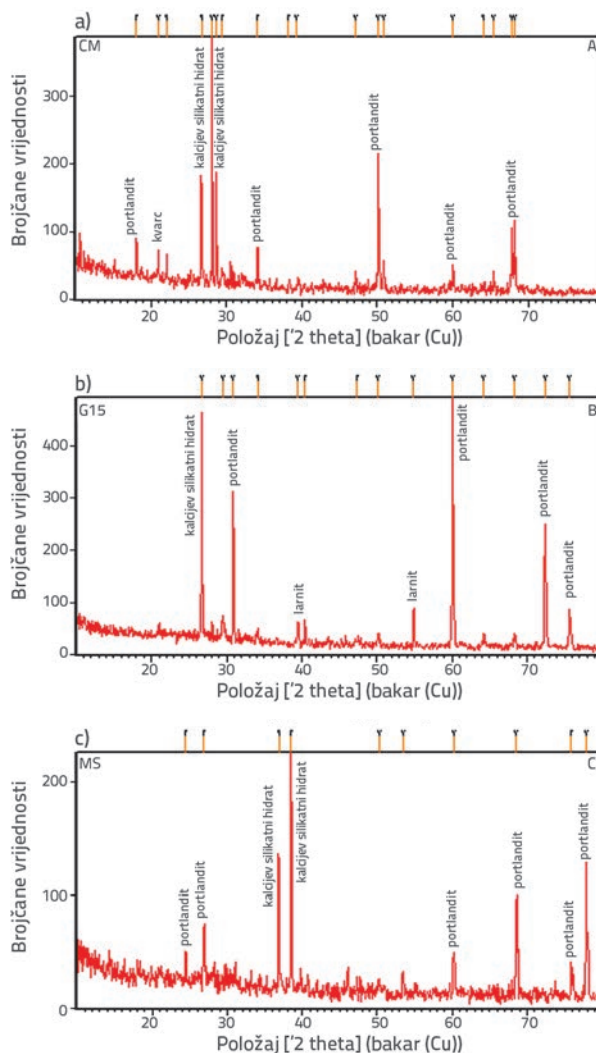 a)
CM
A
Brojčane vrijednosti
300
200
100
0
portlandit
kvarc
kalcijev silikatni hidrat
kalcijev silikatni hidrat
portlandit
portlandit
portlandit
portlandit
20 30 40 50 60 70
Položaj ['2 theta] (bakar (Cu))
b)
G15
B
Brojčane vrijednosti
400
300
200
100
0
kalcijev silikatni hidrat
portlandit
larnit
larnit
portlandit
portlandit
portlandit
20 30 40 50 60 70
Položaj ['2 theta] (bakar (Cu))
c)
MS
C
Brojčane vrijednosti
200
100
0
portlandit
portlandit
kalcijev silikatni hidrat
kalcijev silikatni hidrat
portlandit
portlandit
portlandit
portlandit
20 30 40 50 60 70
Položaj ['2 theta] (bakar (Cu))